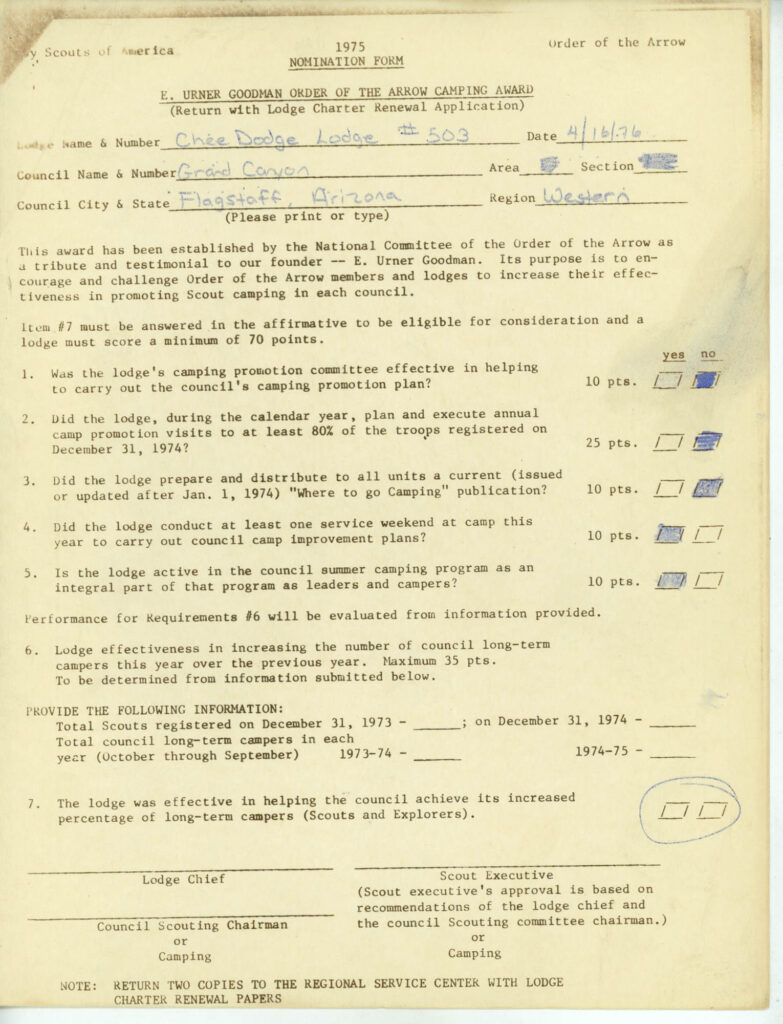 y Scouts of America 1975 Order of the Arrow
NOMINATION FORM
E. URNER GOODMAN ORDER OF THE ARROW CAMPING AWARD
(Return with Lodge Charter Renewal Application)
Lodge Name & Number Chee Dodge Lodge # 503 Date 4/16/76
Council Name & Number Grand Canyon Area Section
Council City & State Flagstaff, Arizona Region Western
(Please print or type)
This award has been established by the National Committee of the Order of the Arrow as
a tribute and testimonial to our founder -- E. Urner Goodman. Its purpose is to en-
courage and challenge Order of the Arrow members and lodges to increase their effec-
tiveness in promoting Scout camping in each council.
Item #7 must be answered in the affirmative to be eligible for consideration and a
lodge must score a minimum of 70 points.
yes no
1. Was the lodge's camping promotion committee effective in helping
to carry out the council's camping promotion plan? 10 pts.
2. Did the lodge, during the calendar year, plan and execute annual
camp promotion visits to at least 80% of the troops registered on
December 31, 1974? 25 pts.
3. Did the lodge prepare and distribute to all units a current (issued
or updated after Jan. 1, 1974) "Where to go Camping" publication? 10 pts.
4. Did the lodge conduct at least one service weekend at camp this
year to carry out council camp improvement plans? 10 pts.
5. Is the lodge active in the council summer camping program as an
integral part of that program as leaders and campers? 10 pts.
Performance for Requirements #6 will be evaluated from information provided.
6. Lodge effectiveness in increasing the number of council long-term
campers this year over the previous year. Maximum 35 pts.
To be determined from information submitted below.
PROVIDE THE FOLLOWING INFORMATION:
Total Scouts registered on December 31, 1973 - ______; on December 31, 1974 - ______
Total council long-term campers in each
year (October through September) 1973-74 - ______ 1974-75 - ______
7. The lodge was effective in helping the council achieve its increased
percentage of long-term campers (Scouts and Explorers).
Lodge Chief
Scout Executive
(Scout executive's approval is based on
recommendations of the lodge chief and
the council Scouting committee chairman.)
Council Scouting Chairman
or
Camping
or
Camping
NOTE: RETURN TWO COPIES TO THE REGIONAL SERVICE CENTER WITH LODGE
CHARTER RENEWAL PAPERS